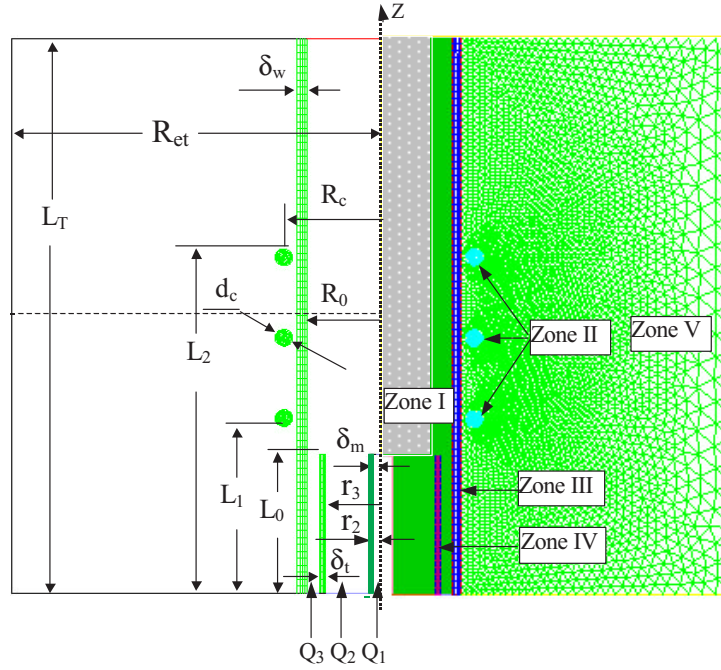 Z
δw
Ret
Rc
LT
dc
R0
L2
Zone II
Zone V
Zone I
δm
L1
L0
r3
r2
Zone III
Zone IV
δt
Q3 Q2 Q1